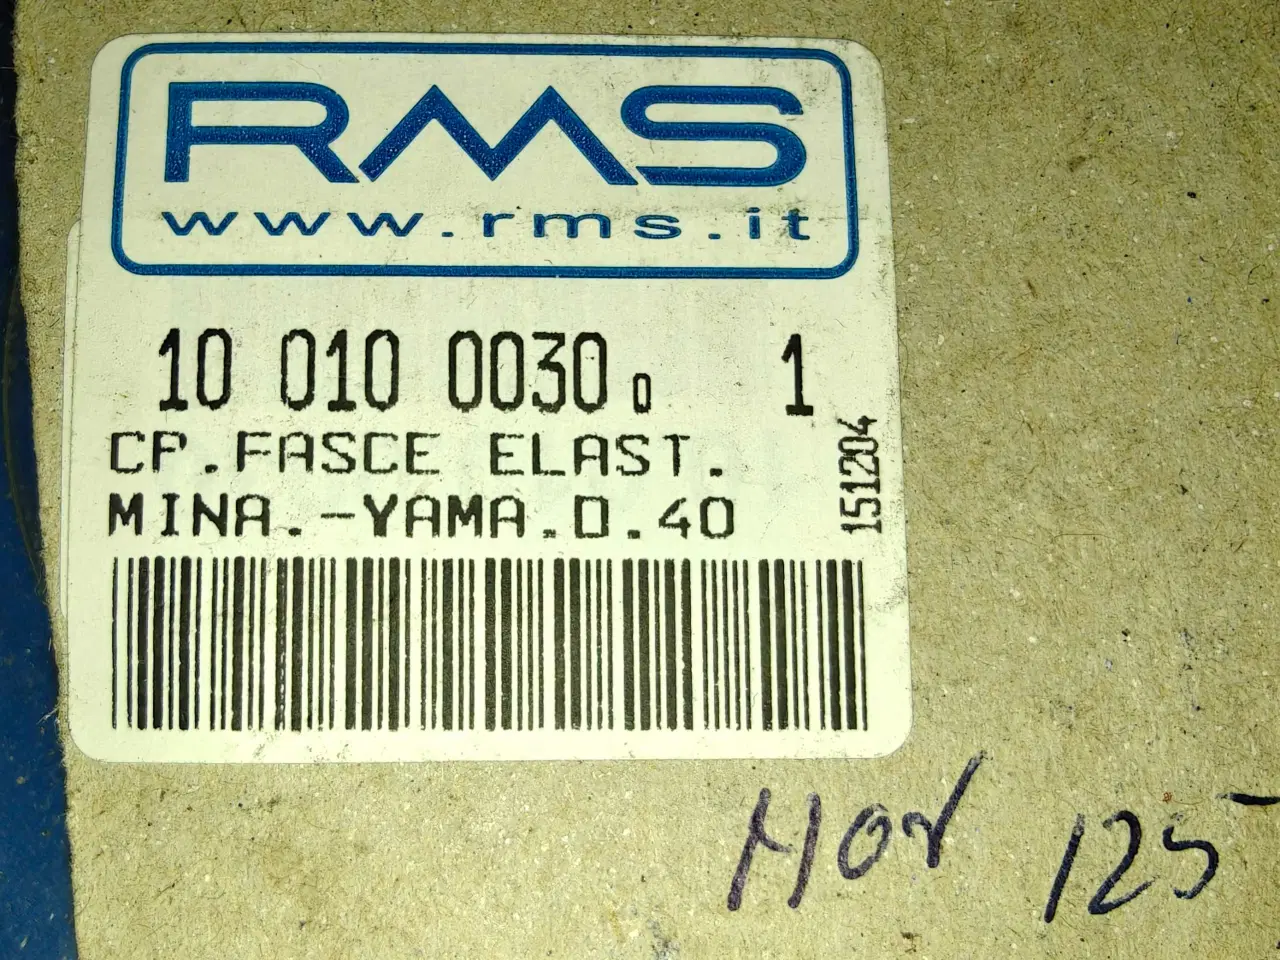 RMS
www.rms.it
10 010 0030 0 1
CP.FASCE ELAST.
MINA.-YAMA.D.40
151204
125